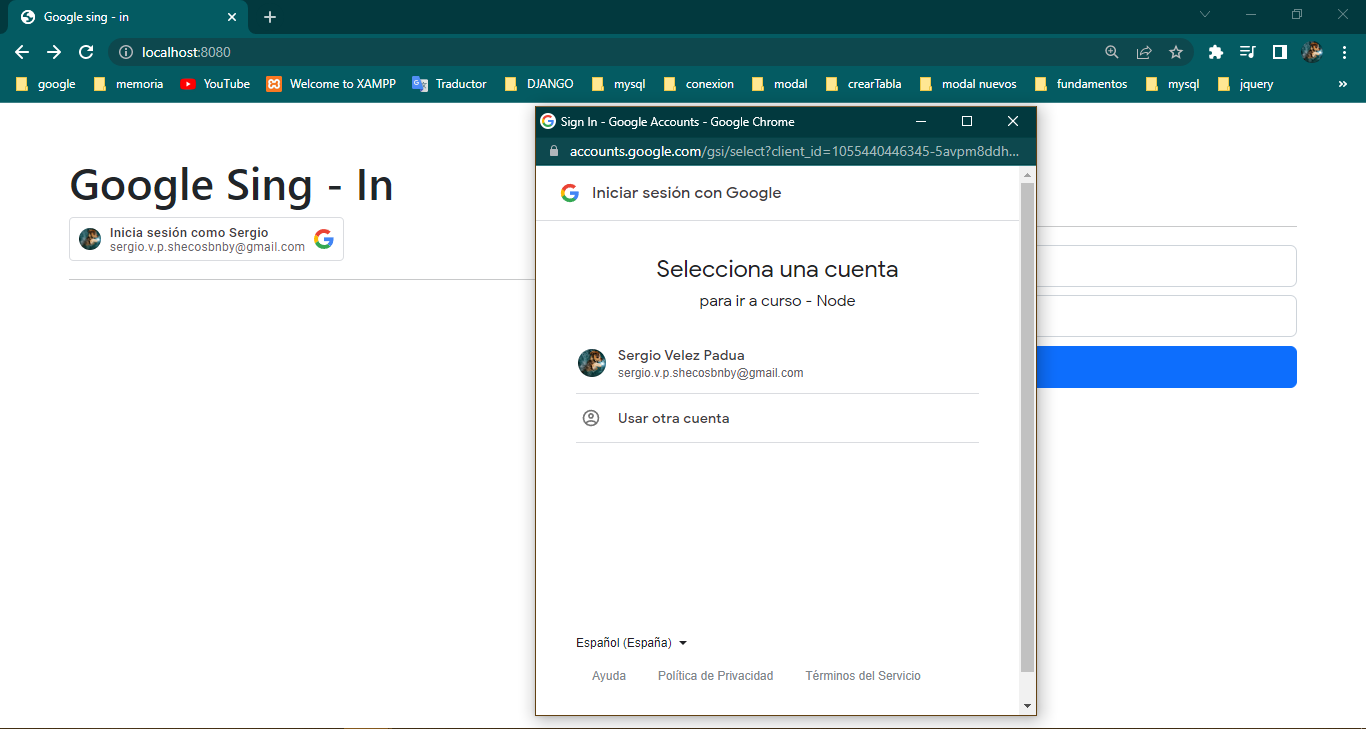 Google sing - in
localhost:8080
google memoria YouTube Welcome to XAMPP Traductor DJANGO mysql conexion modal crearTabla modal nuevos fundamentos mysql jquery »
Google Sing - In
Inicia sesión como Sergio
sergio.v.p.shecosbnby@gmail.com
Sign In - Google Accounts - Google Chrome
accounts.google.com/gsi/select?client_id=1055440446345-5avpm8ddh...
Iniciar sesión con Google
Selecciona una cuenta
para ir a curso - Node
Sergio Velez Padua
sergio.v.p.shecosbnby@gmail.com
Usar otra cuenta
Español (España)
Ayuda Política de Privacidad Términos del Servicio